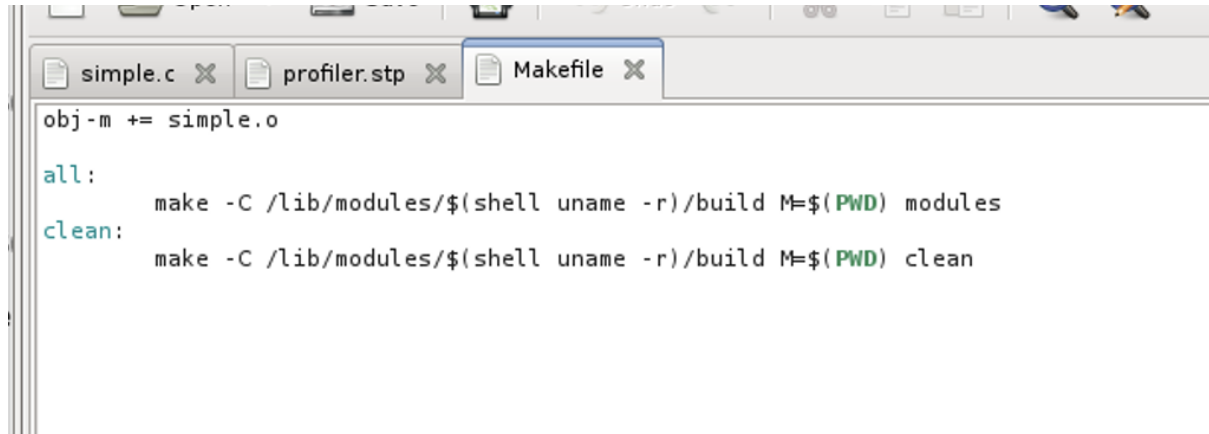 simple.c profiler.stp Makefile
obj-m += simple.o
all:
make -C /lib/modules/$(shell uname -r)/build M=$(PWD) modules
clean:
make -C /lib/modules/$(shell uname -r)/build M=$(PWD) clean